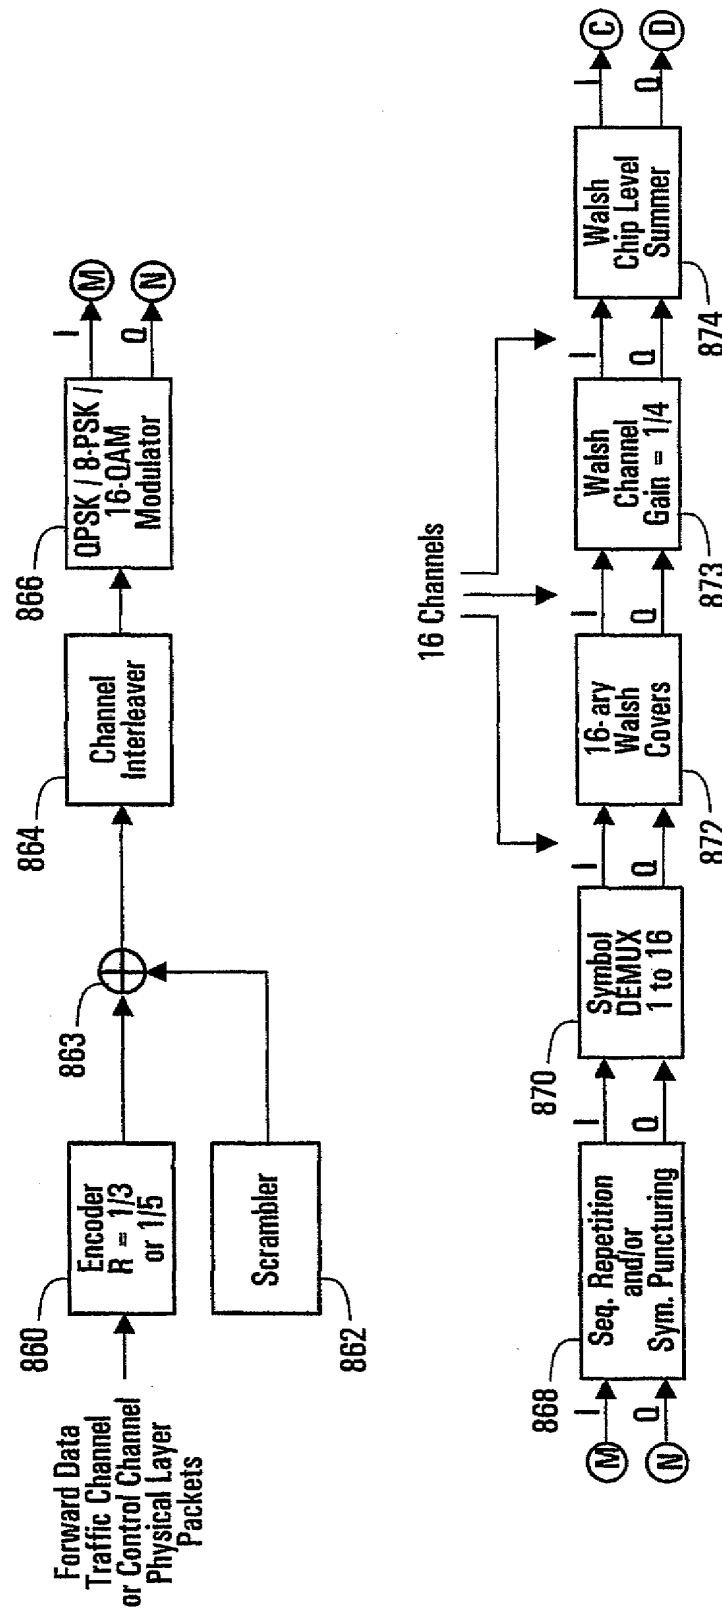 Forward Data
Traffic Channel
or Control Channel
Physical Layer
Packets
860
Encoder
R = 1/3
or 1/5
862
Scrambler
863
864
Channel
Interleaver
866
QPSK / 8-PSK /
16-QAM
Modulator
I
Q
M
N
M
N
I
Q
868
Seq. Repetition
and/or
Sym. Puncturing
I
Q
870
Symbol
DEMUX
1 to 16
I
Q
16 Channels
872
16-ary
Walsh
Covers
I
Q
873
Walsh
Channel
Gain = 1/4
I
Q
874
Walsh
Chip Level
Summer
I
Q
C
D